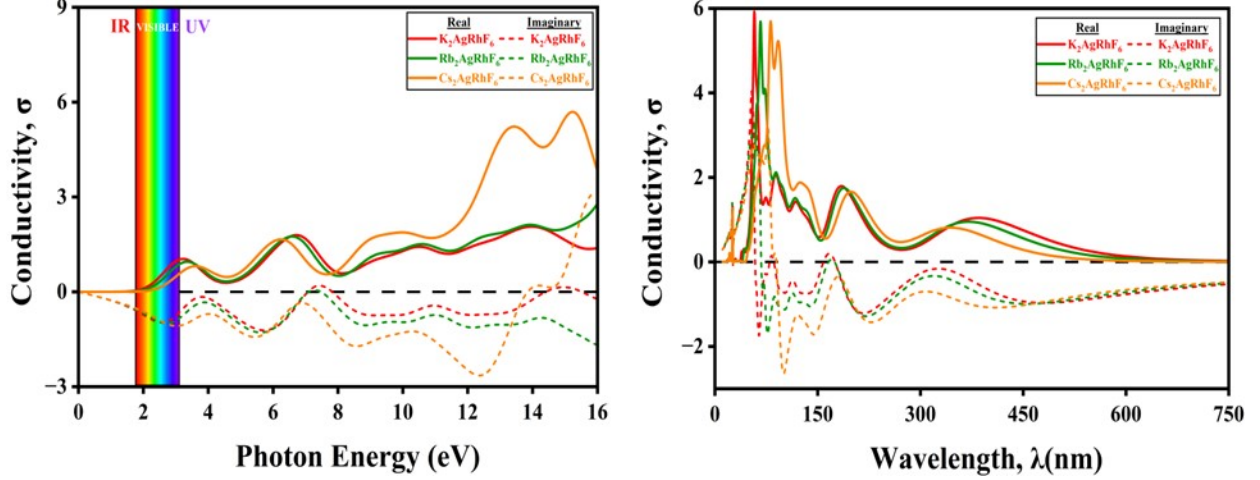 IR VISIBLE UV
Real Imaginary
K₂AgRhF₆ K₂AgRhF₆
Rb₂AgRhF₆ Rb₂AgRhF₆
Cs₂AgRhF₆ Cs₂AgRhF₆
Conductivity, σ
9
6
3
0
−3
0 2 4 6 8 10 12 14 16
Photon Energy (eV)
Real Imaginary
K₂AgRhF₆ K₂AgRhF₆
Rb₂AgRhF₆ Rb₂AgRhF₆
Cs₂AgRhF₆ Cs₂AgRhF₆
Conductivity, σ
6
4
2
0
−2
0 150 300 450 600 750
Wavelength, λ(nm)